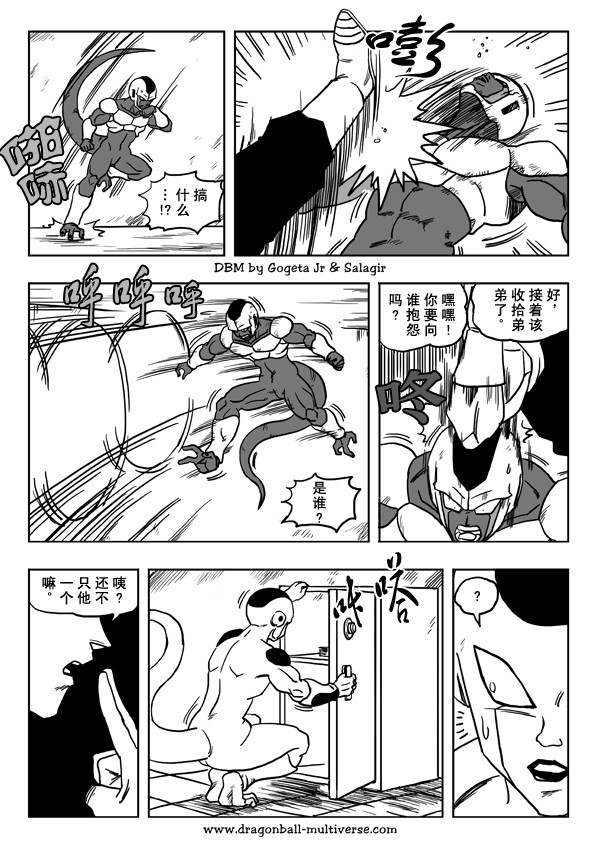 嘭
搞
什么
…!?
DBM by Gogeta Jr & Salagir
好,
接着该
收拾弟
弟了。
嘿嘿!
你要向
谁抱怨
吗?
咚
呼呼呼
是
谁?
?
咔嗒
咦?
还不
只他
一个
嘛。
www.dragonball-multiverse.com